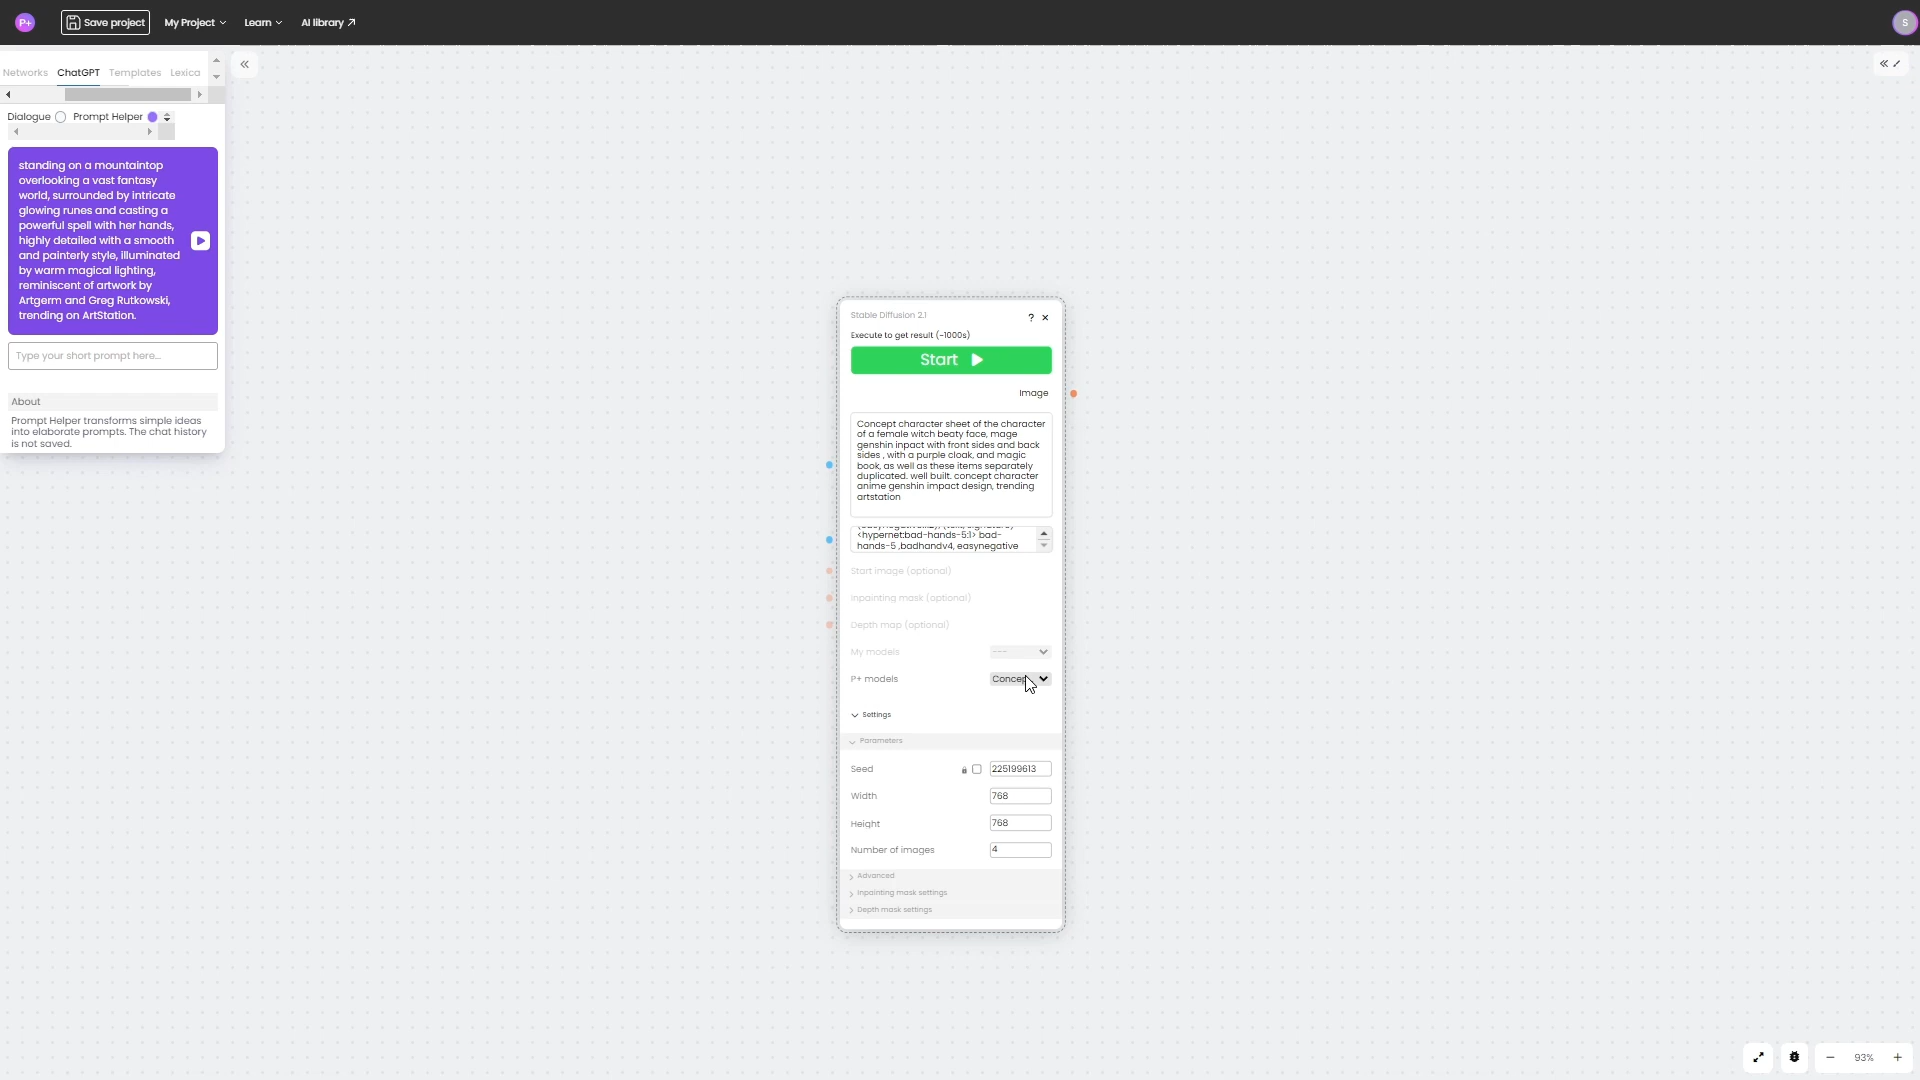 P+
Save project
My Project
Learn
AI library
S
Networks
ChatGPT
Templates
Lexica
Dialogue
Prompt Helper
standing on a mountaintop
overlooking a vast fantasy
world, surrounded by intricate
glowing runes and casting a
powerful spell with her hands,
highly detailed with a smooth
and painterly style, illuminated
by warm magical lighting,
reminiscent of artwork by
Artgerm and Greg Rutkowski,
trending on ArtStation.
Type your short prompt here...
About
Prompt Helper transforms simple ideas
into elaborate prompts. The chat history
is not saved.
Stable Diffusion 2.1
?
Execute to get result (~1000s)
Start
Image
Concept character sheet of the character
of a female witch beaty face, mage
genshin inpact with front sides and back
sides , with a purple cloak, and magic
book, as well as these items separately
duplicated. well built. concept character
anime genshin impact design, trending
artstation
<hypernet:bad-hands-5:1> bad-
hands-5 ,badhandv4, easynegative
Start image (optional)
Inpainting mask (optional)
Depth map (optional)
My models
---
P+ models
Concep
Settings
Parameters
Seed
225199613
Width
768
Height
768
Number of images
4
Advanced
Inpainting mask settings
Depth mask settings
93%